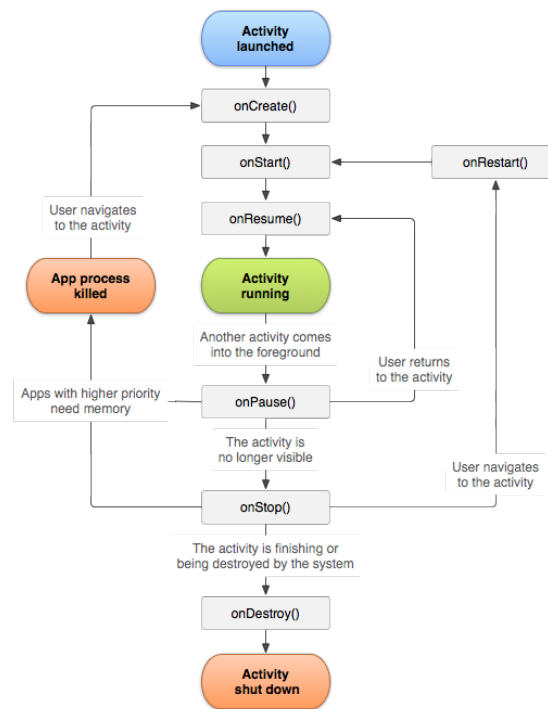 Activity
launched
onCreate()
onStart()
onRestart()
User navigates
to the activity
onResume()
App process
killed
Activity
running
Another activity comes
into the foreground
User returns
to the activity
Apps with higher priority
need memory
onPause()
The activity is
no longer visible
User navigates
to the activity
onStop()
The activity is finishing or
being destroyed by the system
onDestroy()
Activity
shut down